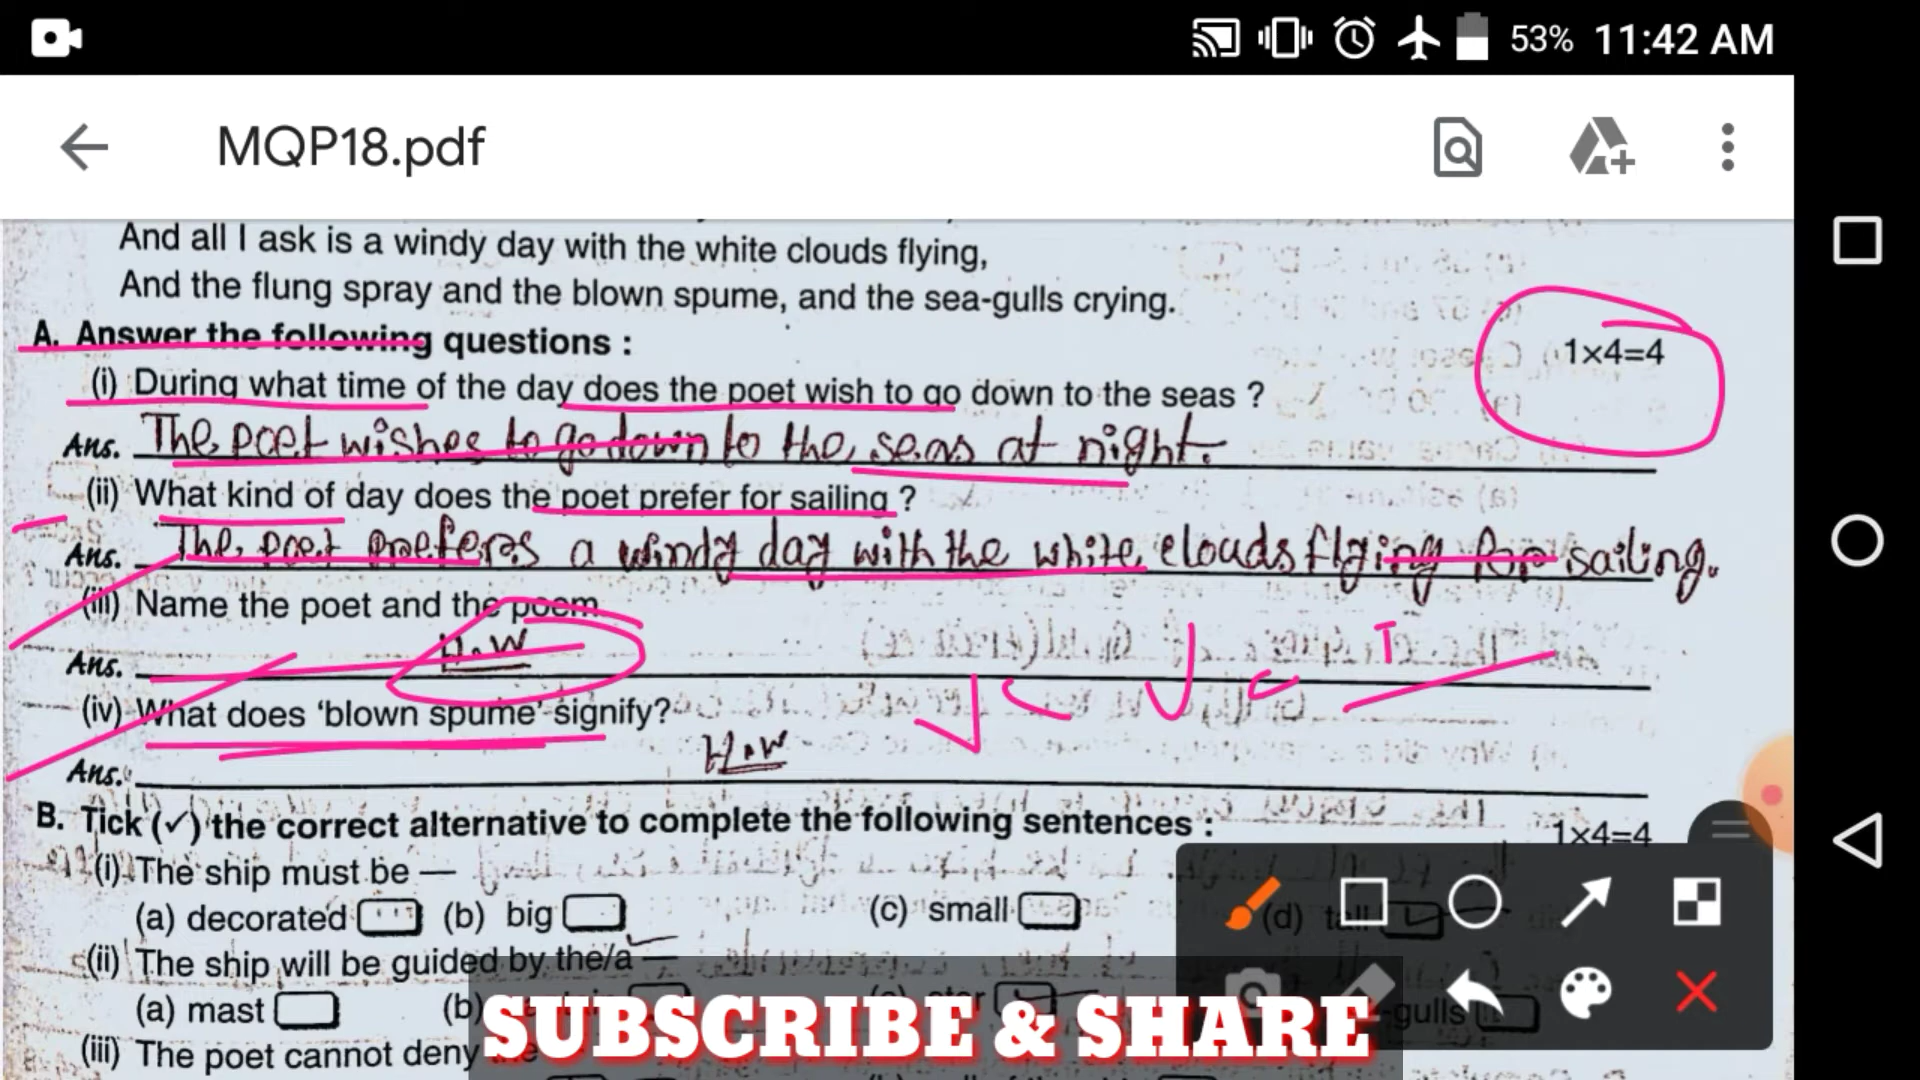 53% 11:42 AM
MQP18.pdf
And all I ask is a windy day with the white clouds flying,
And the flung spray and the blown spume, and the sea-gulls crying.
A. Answer the following questions : 1×4=4
(i) During what time of the day does the poet wish to go down to the seas ?
Ans. The poet wishes to go down to the seas at night.
(ii) What kind of day does the poet prefer for sailing ?
Ans. The poet prefers a windy day with the white clouds flying for sailing.
(iii) Name the poet and the poem
Ans. H.W
(iv) What does 'blown spume' signify?
Ans. H.W
B. Tick (✓) the correct alternative to complete the following sentences : 1×4=4
(i) The ship must be —
(a) decorated (b) big (c) small (d) tall
(ii) The ship will be guided by the/a —
(a) mast (b) (c) star -gulls
(iii) The poet cannot deny
SUBSCRIBE & SHARE